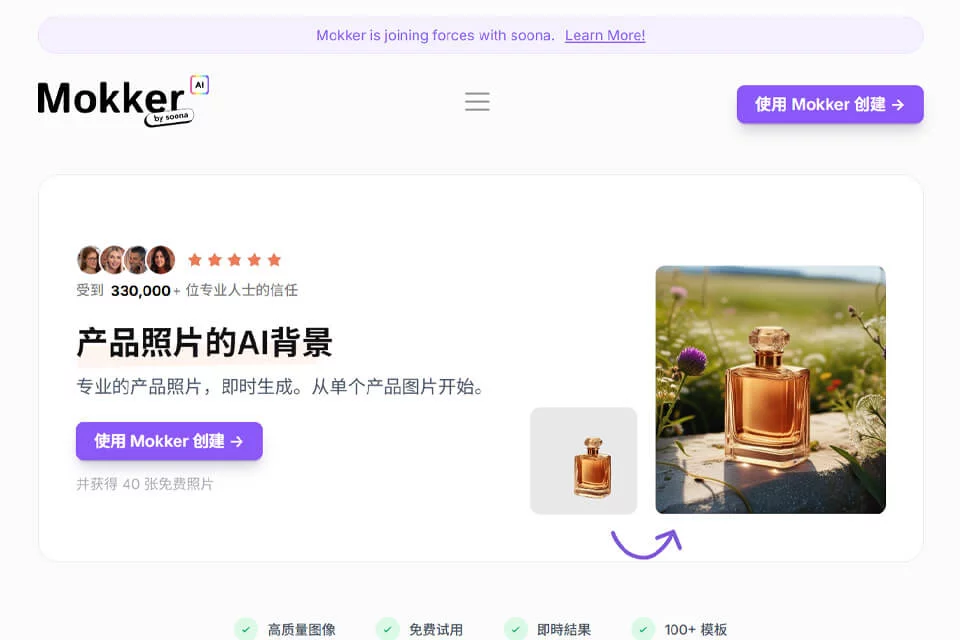 Mokker is joining forces with soona. Learn More!
Mokker AI
by soona
使用 Mokker 创建 →
受到 330,000+ 位专业人士的信任
产品照片的AI背景
专业的产品照片，即时生成。从单个产品图片开始。
使用 Mokker 创建 →
并获得 40 张免费照片
高质量图像
免费试用
即時結果
100+ 模板